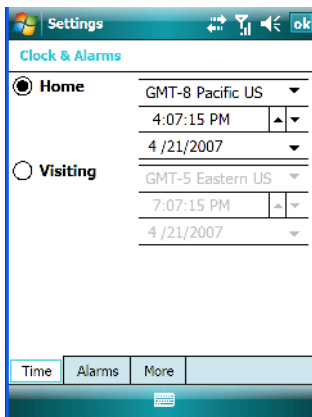 Settings
ok
Clock & Alarms
Home
GMT-8 Pacific US
4:07:15 PM
4 /21/2007
Visiting
GMT-5 Eastern US
7:07:15 PM
4 /21/2007
Time Alarms More